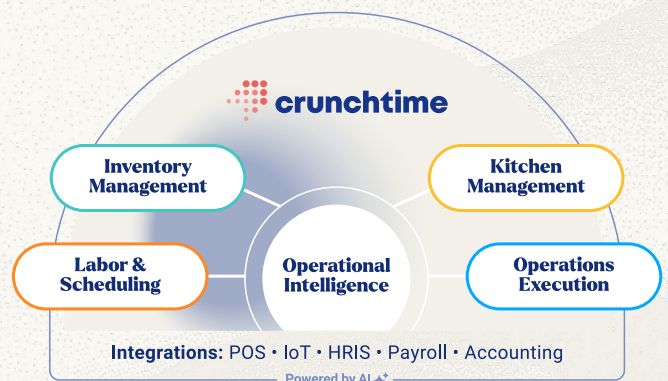 crunchtime
Inventory
Management
Kitchen
Management
Labor &
Scheduling
Operational
Intelligence
Operations
Execution
Integrations: POS • IoT • HRIS • Payroll • Accounting
Powered by AI